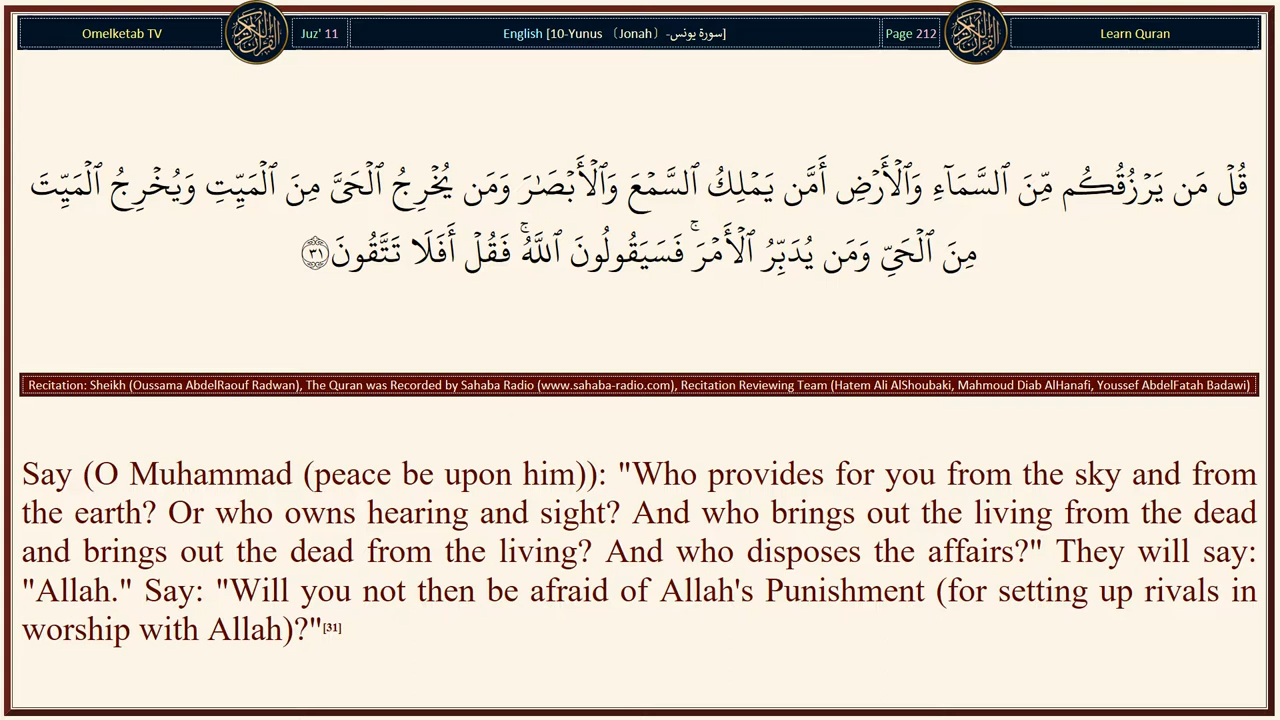 Omelketab TV
Juz' 11
English [10-Yunus (Jonah) -سورة يونس]
Page 212
Learn Quran
قُلۡ مَن يَرۡزُقُكُم مِّنَ ٱلسَّمَآءِ وَٱلۡأَرۡضِ أَمَّن يَمۡلِكُ ٱلسَّمۡعَ وَٱلۡأَبۡصَٰرَ وَمَن يُخۡرِجُ ٱلۡحَيَّ مِنَ ٱلۡمَيِّتِ وَيُخۡرِجُ ٱلۡمَيِّتَ
مِنَ ٱلۡحَيِّ وَمَن يُدَبِّرُ ٱلۡأَمۡرَۚ فَسَيَقُولُونَ ٱللَّهُۚ فَقُلۡ أَفَلَا تَتَّقُونَ ٣١
Recitation: Sheikh (Oussama AbdelRaouf Radwan), The Quran was Recorded by Sahaba Radio (www.sahaba-radio.com), Recitation Reviewing Team (Hatem Ali AlShoubaki, Mahmoud Diab AlHanafi, Youssef AbdelFatah Badawi)
Say (O Muhammad (peace be upon him)): "Who provides for you from the sky and from
the earth? Or who owns hearing and sight? And who brings out the living from the dead
and brings out the dead from the living? And who disposes the affairs?" They will say:
"Allah." Say: "Will you not then be afraid of Allah's Punishment (for setting up rivals in
worship with Allah)?"[31]